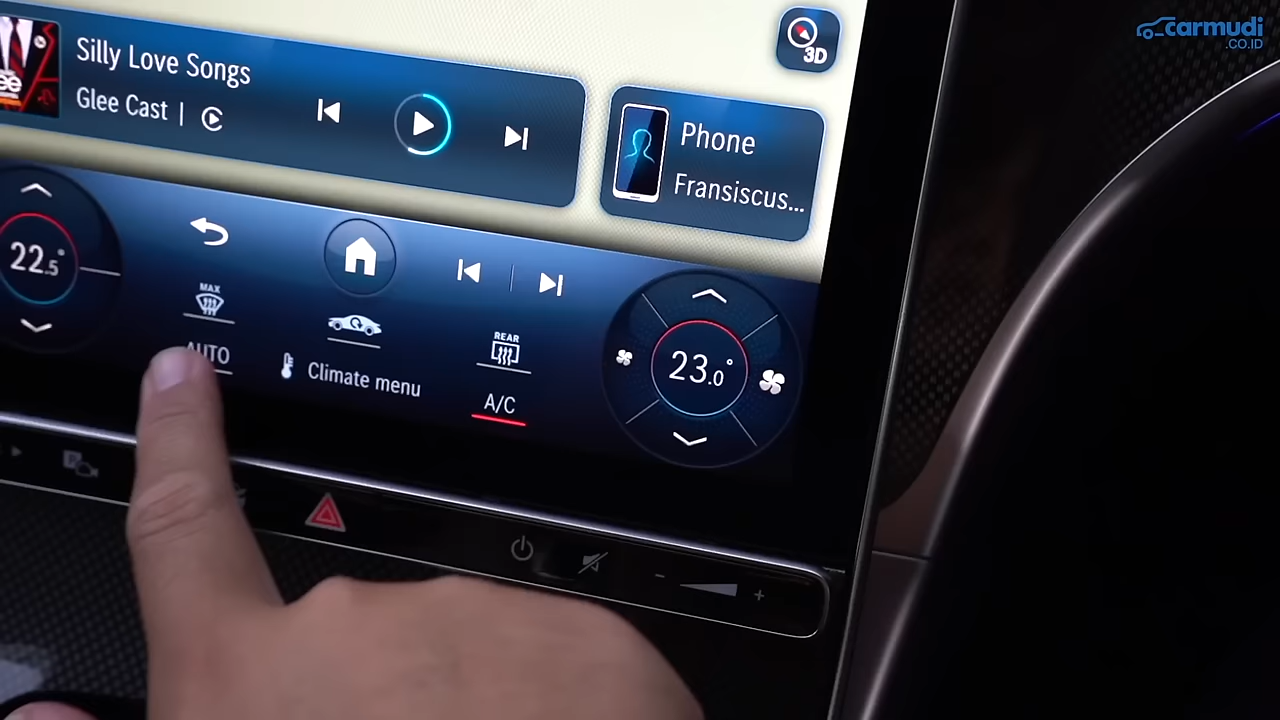 carmudi
.CO.ID
3D
Silly Love Songs
Glee Cast |
Phone
Fransiscus...
22.5°
MAX
AUTO
Climate menu
REAR
A/C
23.0°
- +